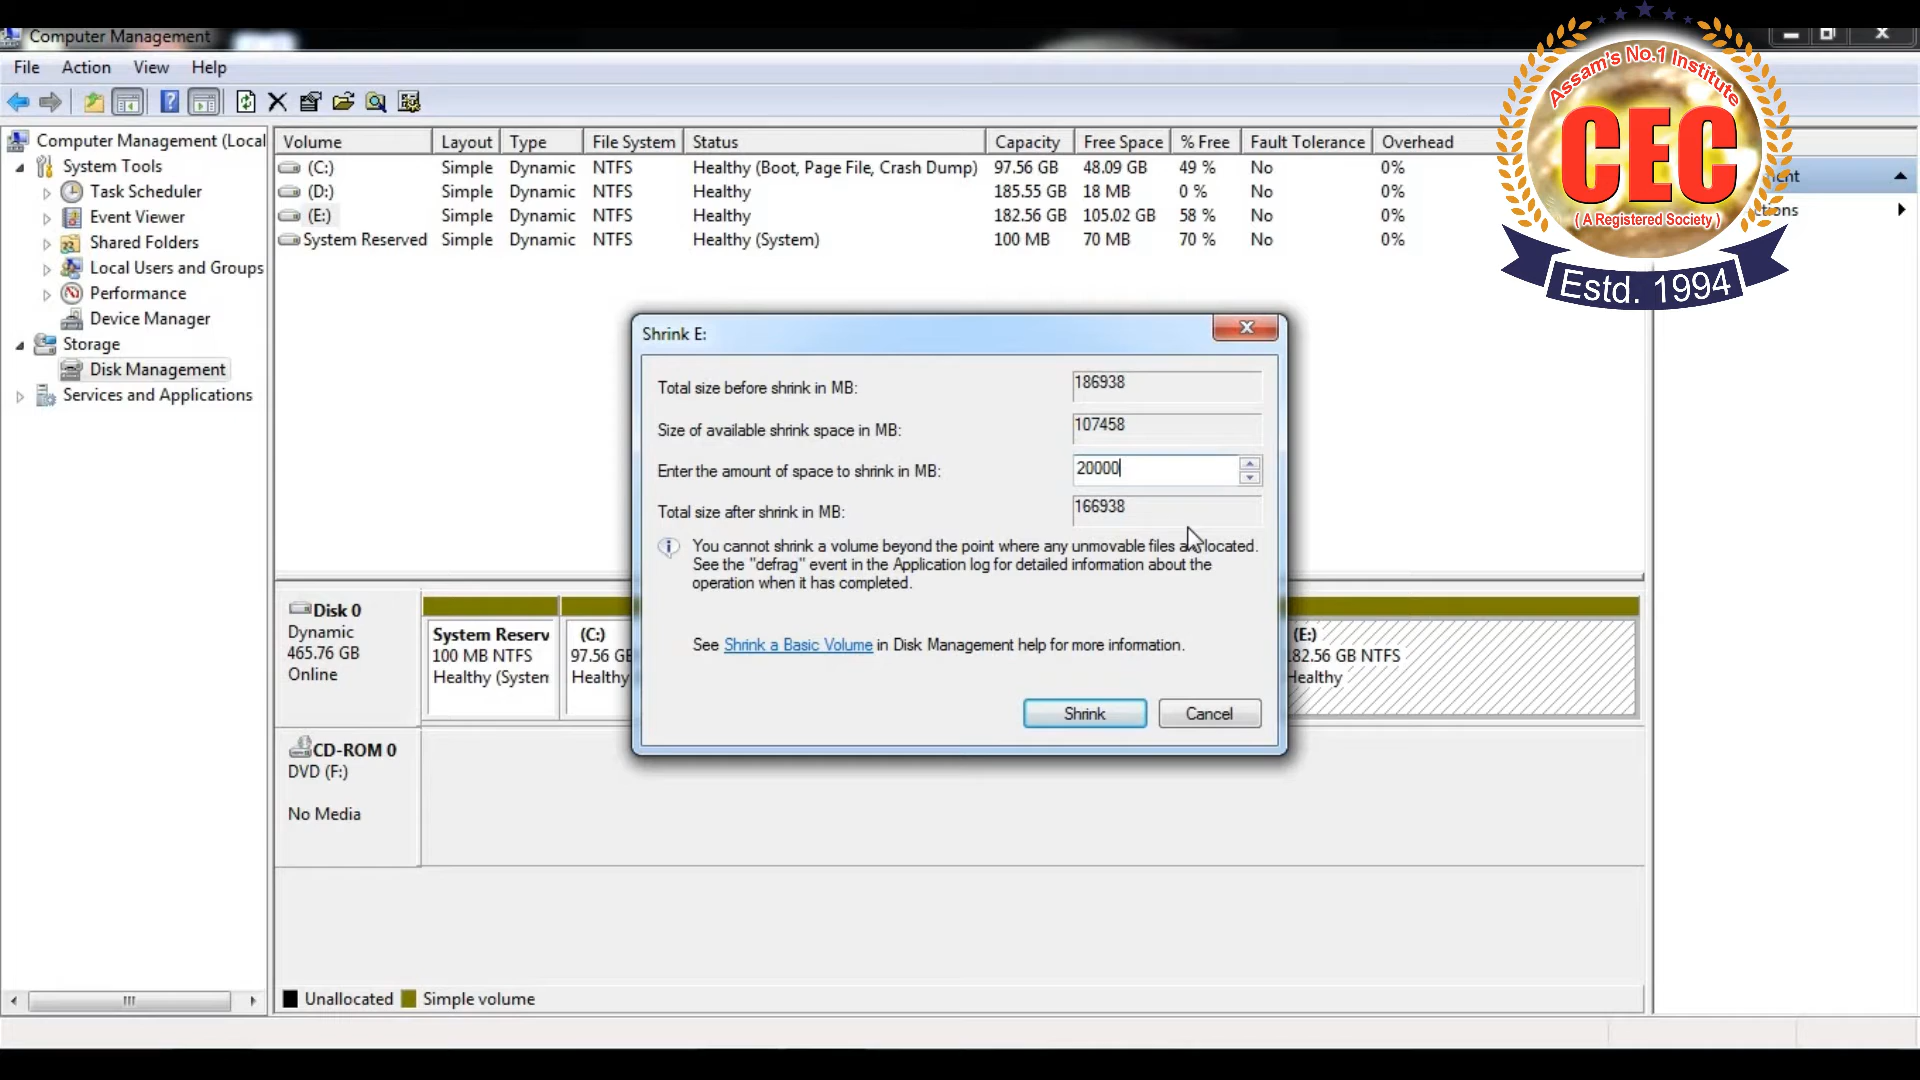 Computer Management
File Action View Help
Computer Management (Local
System Tools
Task Scheduler
Event Viewer
Shared Folders
Local Users and Groups
Performance
Device Manager
Storage
Disk Management
Services and Applications
Volume Layout Type File System Status Capacity Free Space % Free Fault Tolerance Overhead
(C:) Simple Dynamic NTFS Healthy (Boot, Page File, Crash Dump) 97.56 GB 48.09 GB 49 % No 0%
(D:) Simple Dynamic NTFS Healthy 185.55 GB 18 MB 0 % No 0%
(E:) Simple Dynamic NTFS Healthy 182.56 GB 105.02 GB 58 % No 0%
System Reserved Simple Dynamic NTFS Healthy (System) 100 MB 70 MB 70 % No 0%
Assam's No.1 Institute
CEC
( A Registered Society )
Estd. 1994
Shrink E:
Total size before shrink in MB: 186938
Size of available shrink space in MB: 107458
Enter the amount of space to shrink in MB: 20000
Total size after shrink in MB: 166938
You cannot shrink a volume beyond the point where any unmovable files are located.
See the "defrag" event in the Application log for detailed information about the
operation when it has completed.
See Shrink a Basic Volume in Disk Management help for more information.
Shrink Cancel
Disk 0
Dynamic
465.76 GB
Online
System Reserv
100 MB NTFS
Healthy (System
(C:)
97.56 GB
Healthy
(E:)
182.56 GB NTFS
Healthy
CD-ROM 0
DVD (F:)
No Media
Unallocated Simple volume